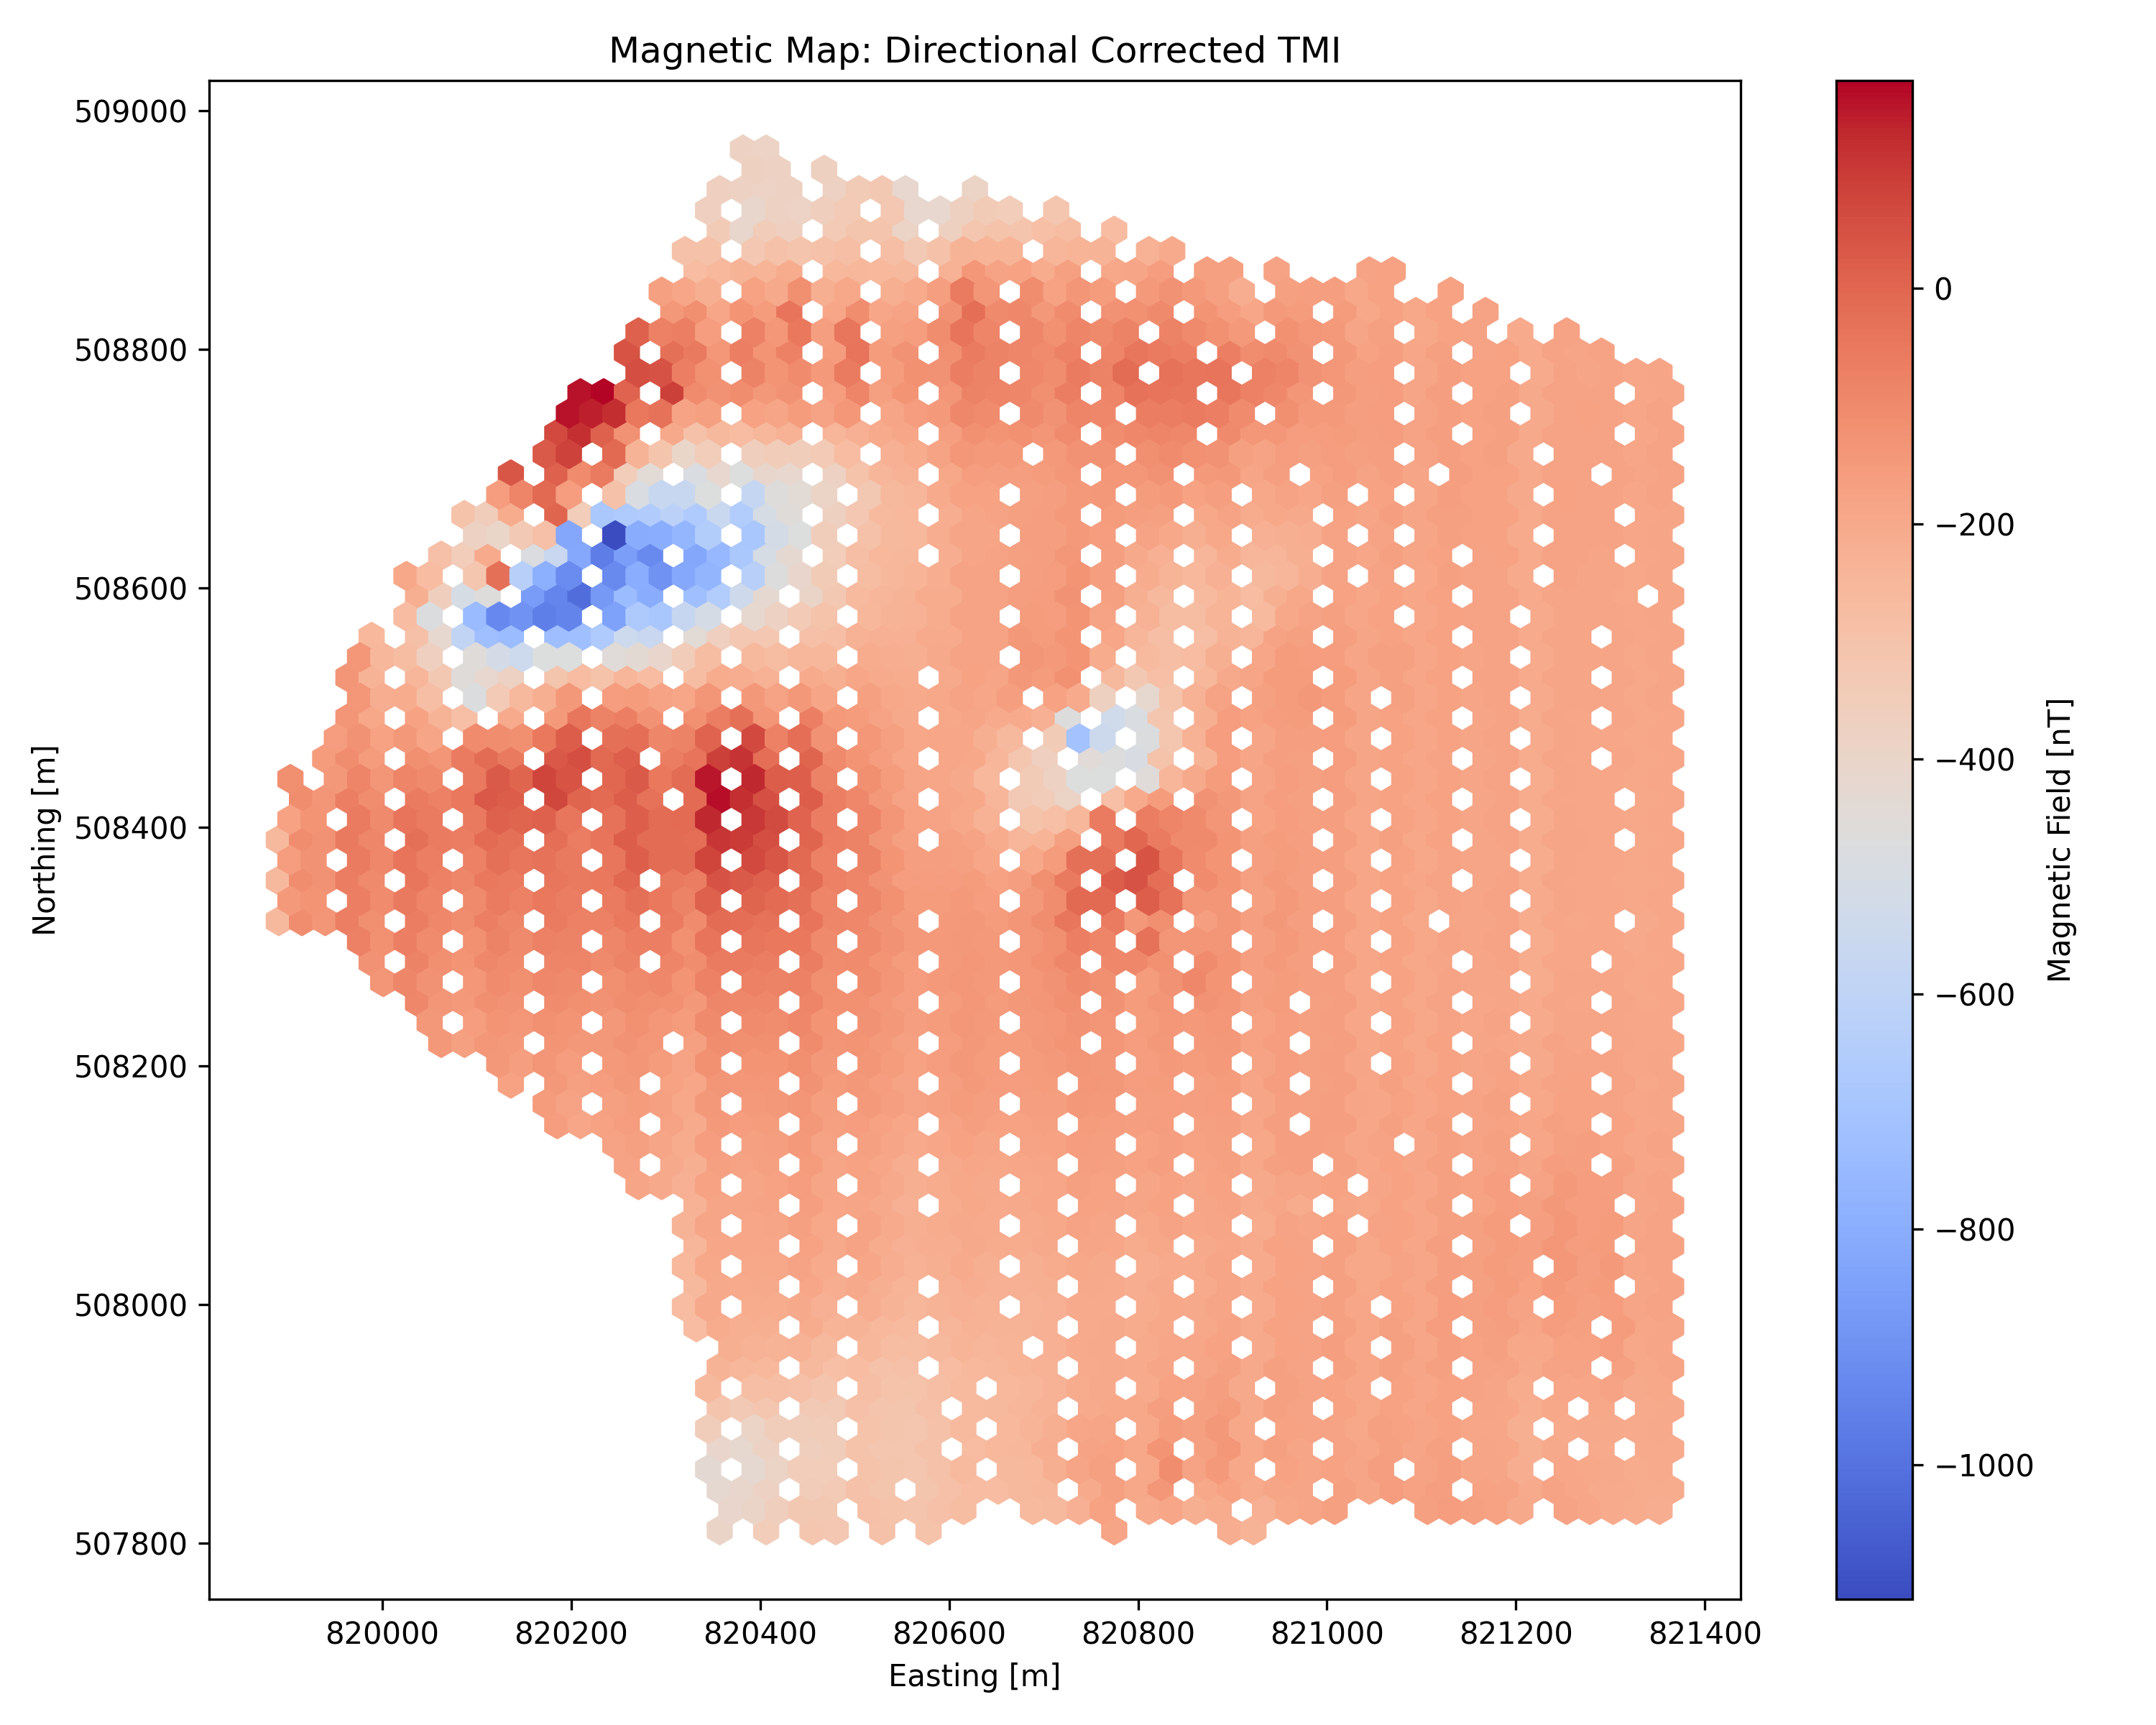 Magnetic Map: Directional Corrected TMI
509000
508800
508600
508400
508200
508000
507800
Northing [m]
820000 820200 820400 820600 820800 821000 821200 821400
Easting [m]
0
−200
−400
−600
−800
−1000
Magnetic Field [nT]